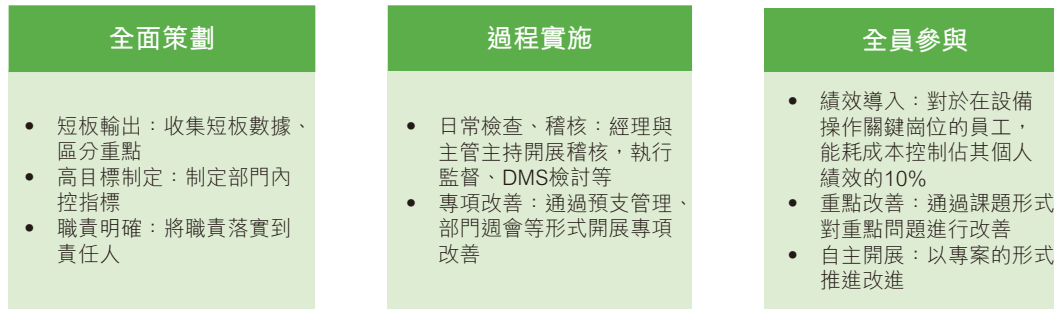 全面策劃
• 短板輸出：收集短板數據、
區分重點
• 高目標制定：制定部門內
控指標
• 職責明確：將職責落實到
責任人
過程實施
• 日常檢查、稽核：經理與
主管主持開展稽核，執行
監督、DMS檢討等
• 專項改善：通過預支管理、
部門週會等形式開展專項
改善
全員參與
• 績效導入：對於在設備
操作關鍵崗位的員工，
能耗成本控制佔其個人
績效的10%
• 重點改善：通過課題形式
對重點問題進行改善
• 自主開展：以專案的形式
推進改進